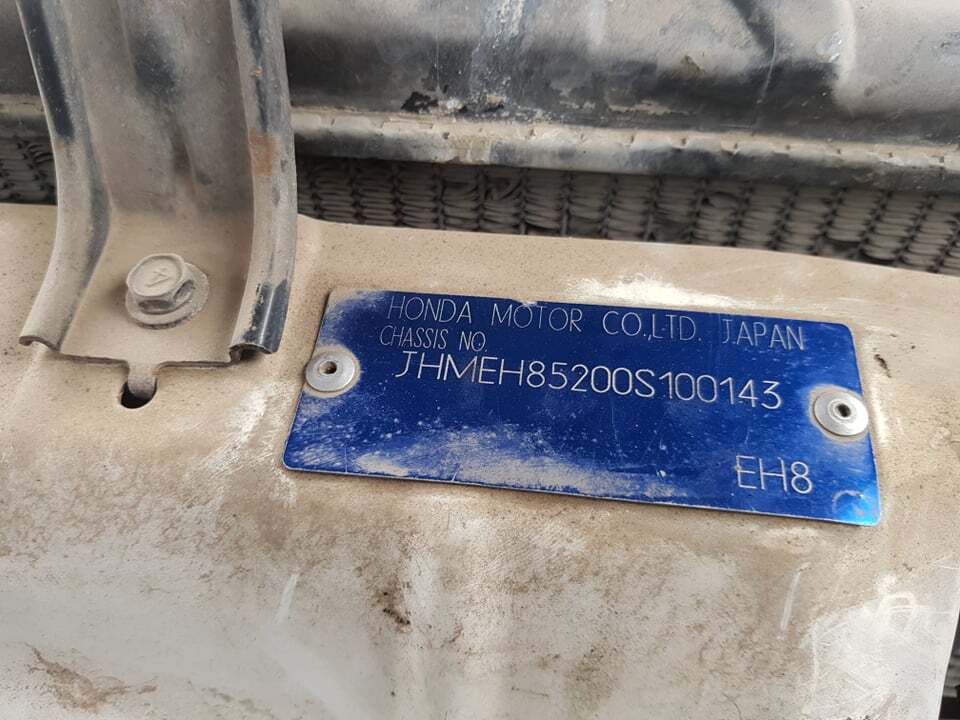 HONDA MOTOR CO.,LTD. JAPAN
CHASSIS NO.
JHMEH85200S100143
EH8